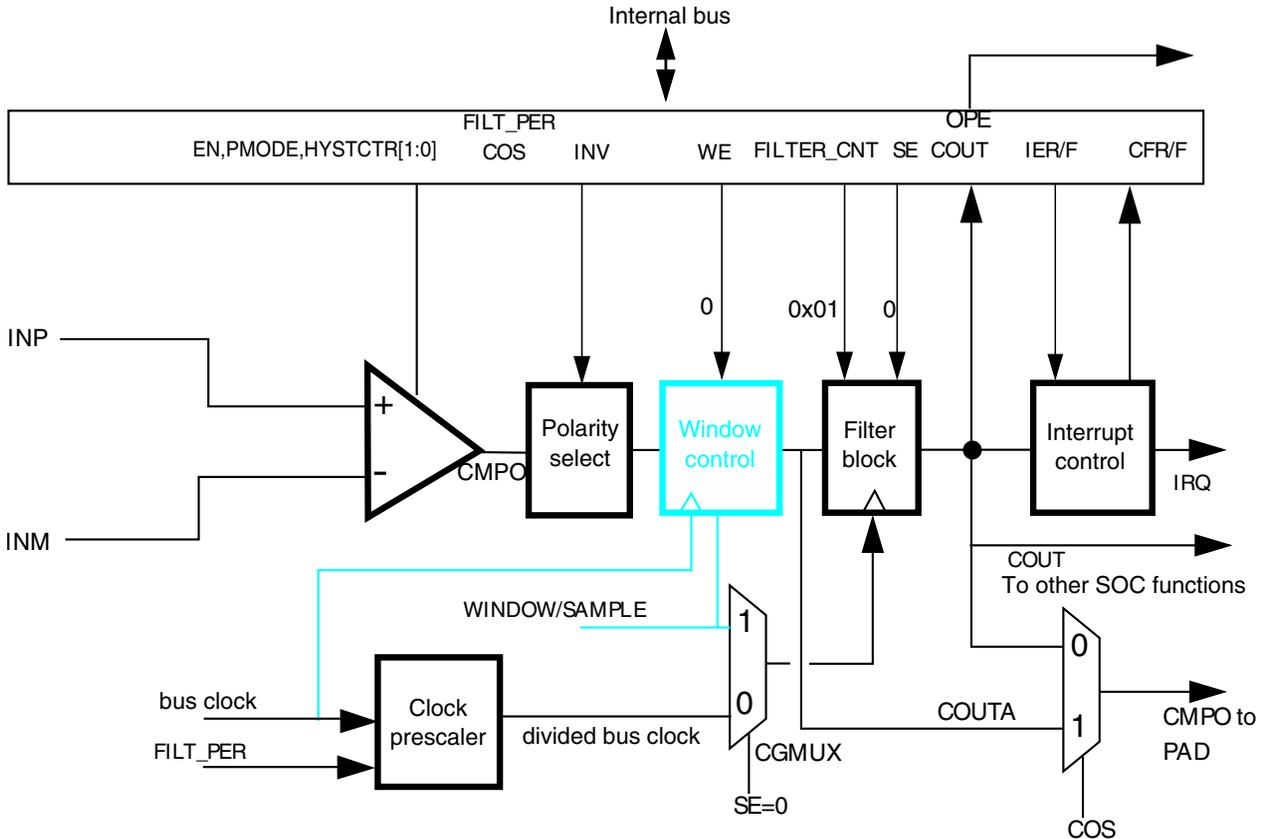 Internal bus
OPE
FILT_PER
EN,PMODE,HYSTCTR[1:0]
COS
INV
WE
FILTER_CNT
SE
COUT
IER/F
CFR/F
0
0x01
0
INP
+
-
CMPO
Polarity
select
Window
control
Filter
block
Interrupt
control
IRQ
INM
COUT
To other SOC functions
WINDOW/SAMPLE
1
0
bus clock
FILT_PER
Clock
prescaler
divided bus clock
CGMUX
SE=0
COUTA
0
1
CMPO to
PAD
COS